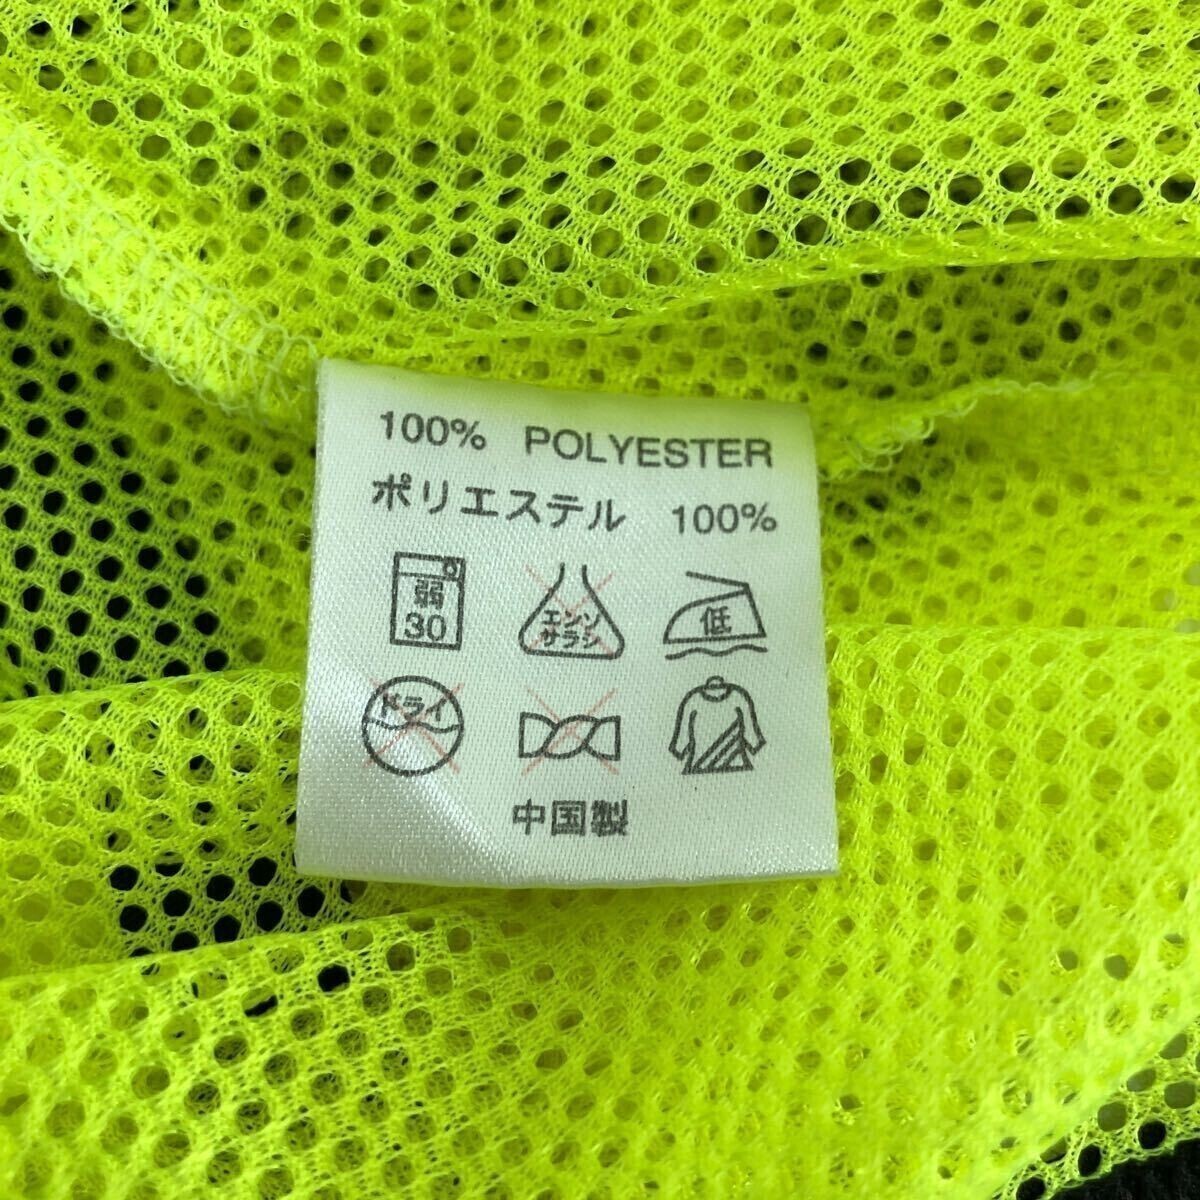 100% POLYESTER
ポリエステル 100%
弱
30
エンソ
サラシ
低
ドライ
中国製